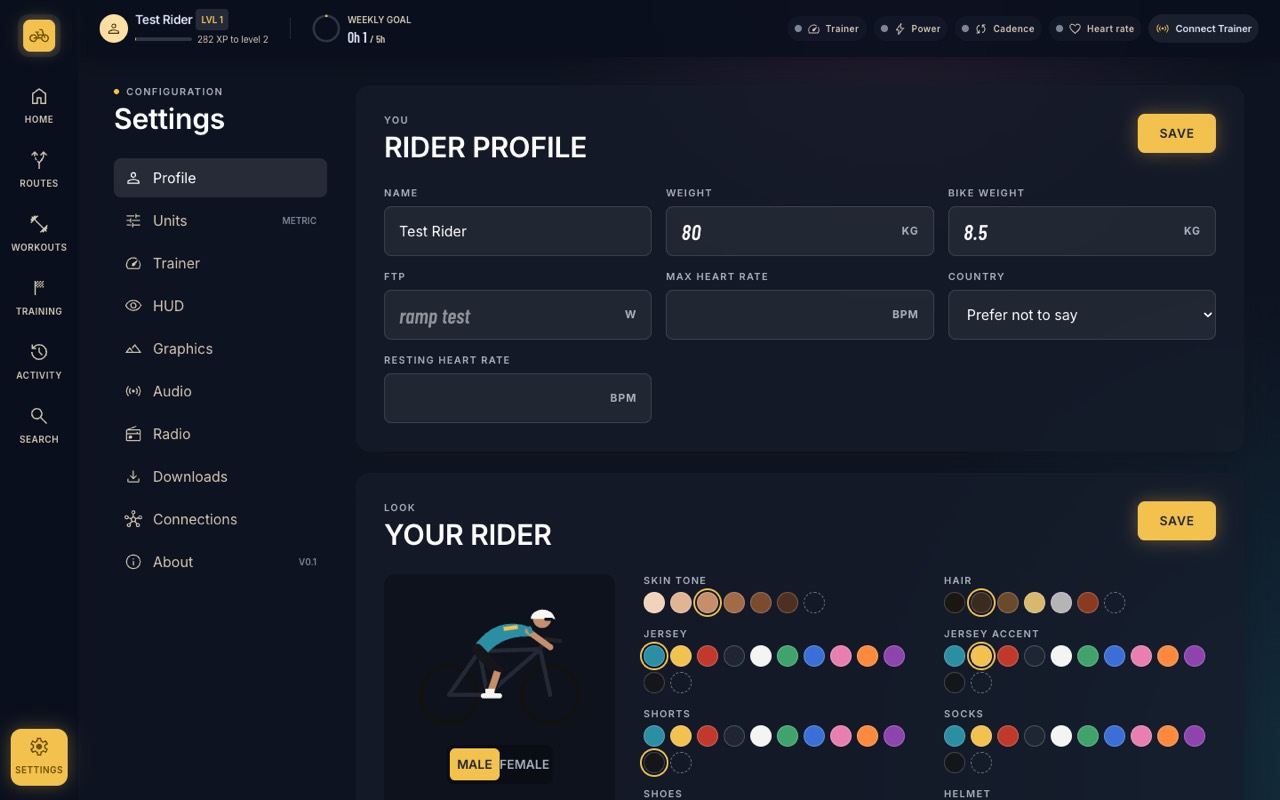 Test Rider LVL 1
282 XP to level 2
WEEKLY GOAL
0h 1 / 5h
Trainer
Power
Cadence
Heart rate
Connect Trainer
HOME
ROUTES
WORKOUTS
TRAINING
ACTIVITY
SEARCH
SETTINGS
CONFIGURATION
Settings
Profile
Units METRIC
Trainer
HUD
Graphics
Audio
Radio
Downloads
Connections
About V0.1
YOU
RIDER PROFILE
SAVE
NAME WEIGHT BIKE WEIGHT
Test Rider 80 KG 8.5 KG
FTP MAX HEART RATE COUNTRY
ramp test W BPM Prefer not to say
RESTING HEART RATE
BPM
LOOK
YOUR RIDER
SAVE
MALE FEMALE
SKIN TONE HAIR
JERSEY JERSEY ACCENT
SHORTS SOCKS
SHOES HELMET